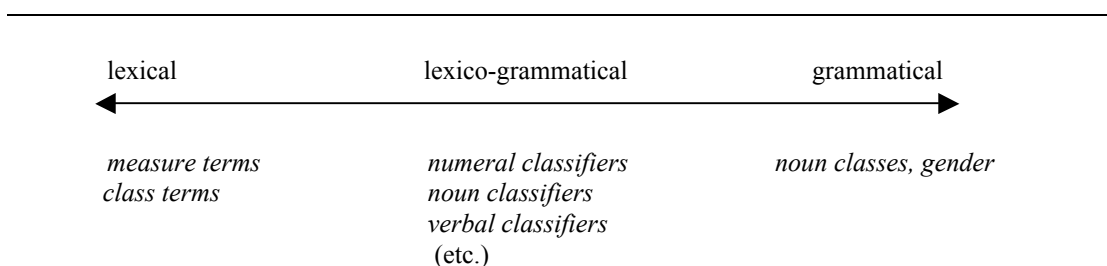 lexical lexico-grammatical grammatical
measure terms numeral classifiers noun classes, gender
class terms noun classifiers
verbal classifiers
(etc.)